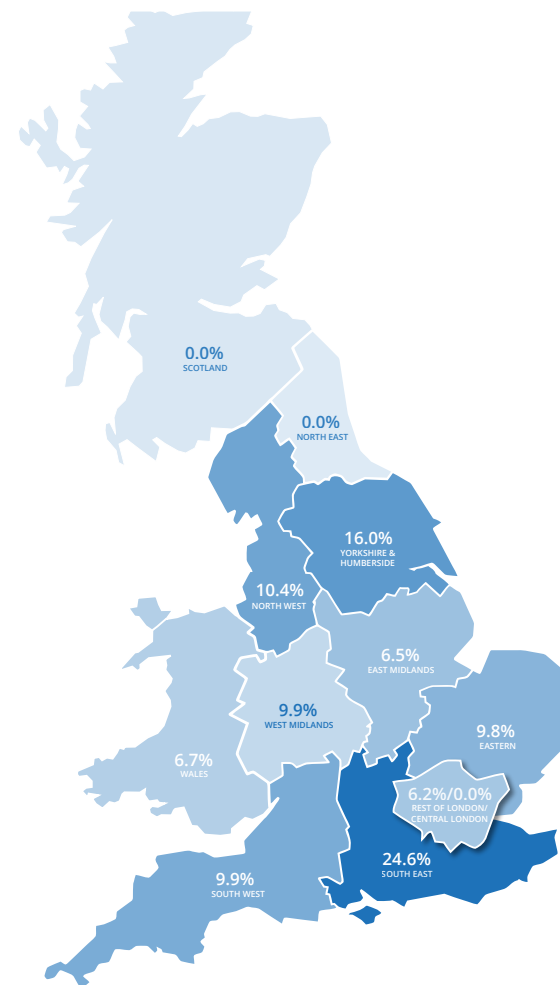 0.0%
SCOTLAND
0.0%
NORTH EAST
16.0%
YORKSHIRE &
HUMBERSIDE
10.4%
NORTH WEST
6.5%
EAST MIDLANDS
9.9%
WEST MIDLANDS
9.8%
EASTERN
6.7%
WALES
6.2%/0.0%
REST OF LONDON/
CENTRAL LONDON
24.6%
SOUTH EAST
9.9%
SOUTH WEST